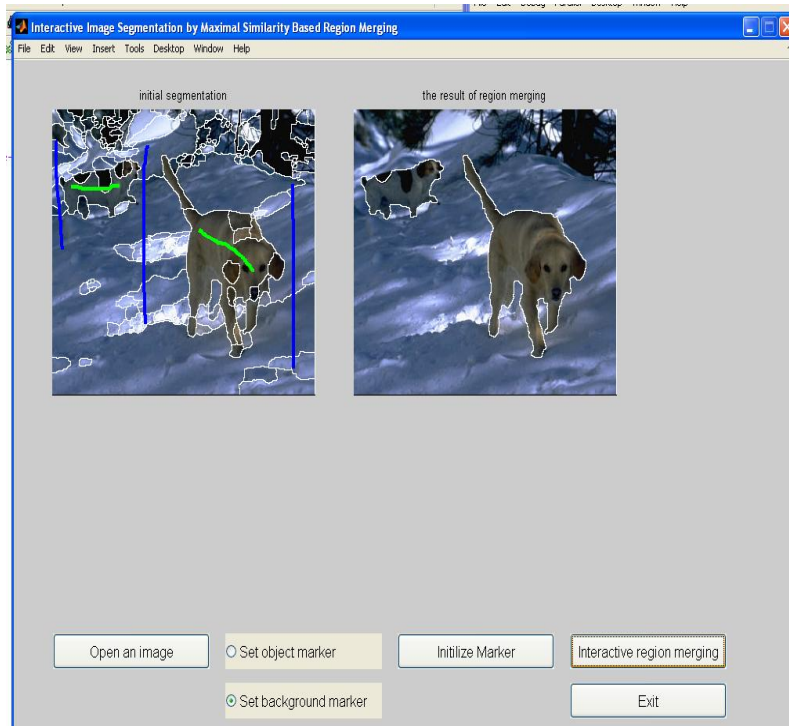 Interactive Image Segmentation by Maximal Similarity Based Region Merging
File Edit View Insert Tools Desktop Window Help
initial segmentation
the result of region merging
Open an image
Set object marker
Initilize Marker
Interactive region merging
Set background marker
Exit